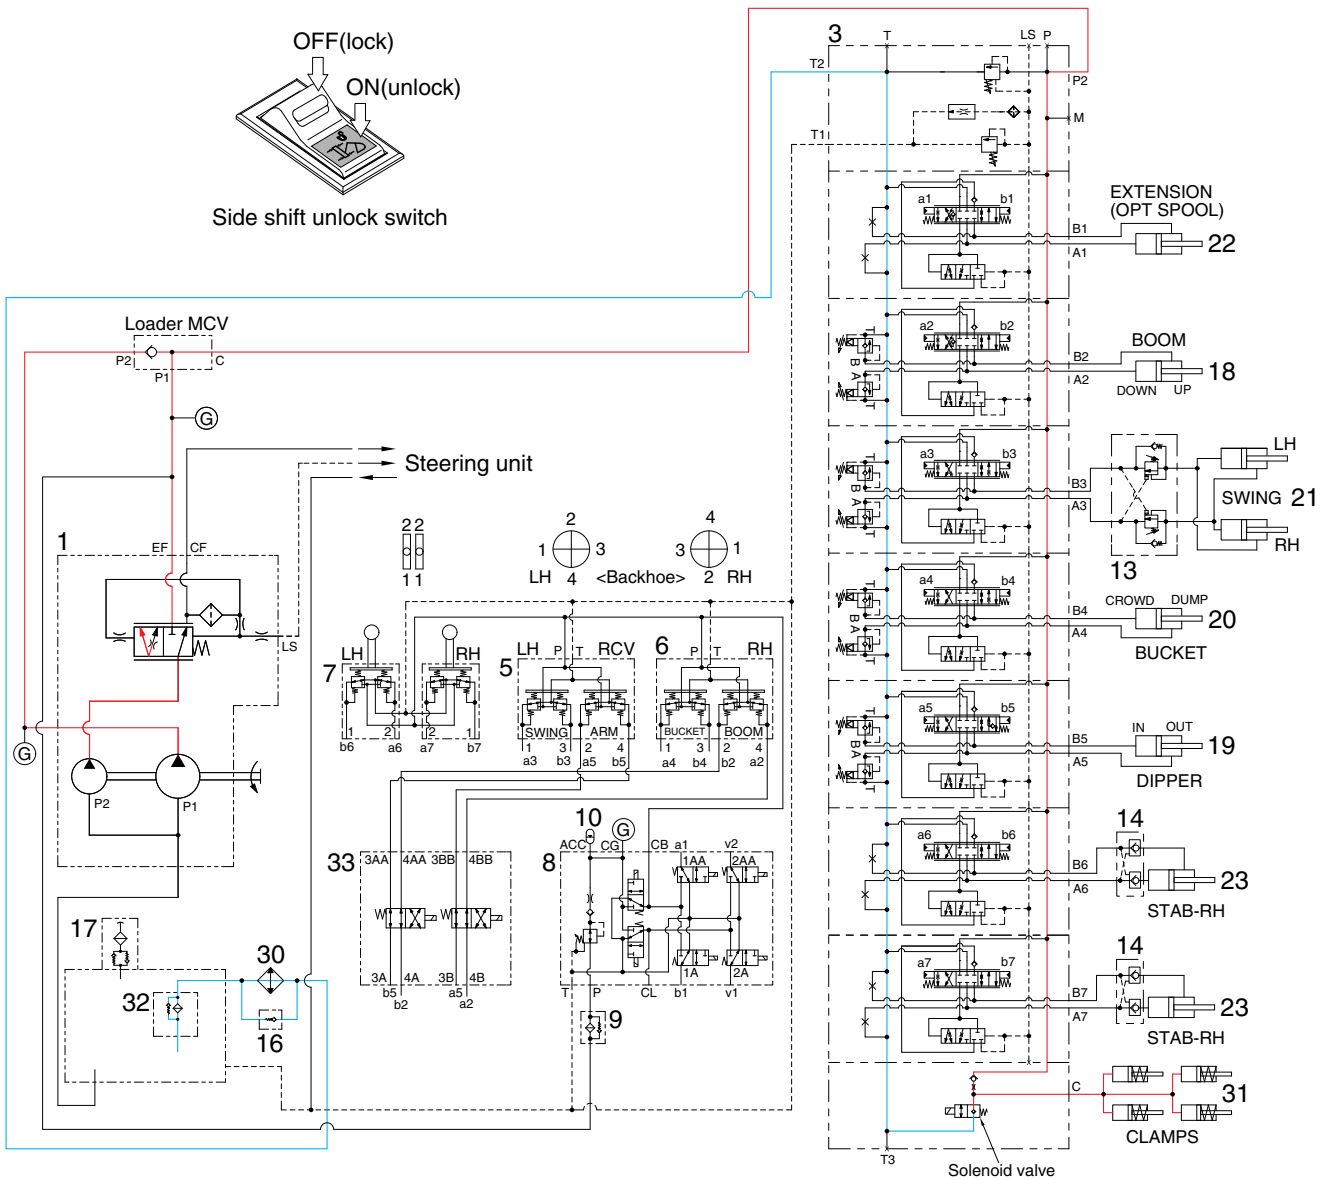 OFF(lock)
ON(unlock)
Side shift unlock switch
Loader MCV
P2
C
P1
G
Steering unit
1
EF
CF
LS
G
P2
P1
17
32
30
16
2 2
1 1
2
1
3
4
LH
<Backhoe>
4
3
1
2
RH
7
LH
RH
1
2
2
1
b6
a6
a7
b7
5
LH
P
T
RCV
SWING
ARM
1
3
2
4
a3
b3
a5
b5
6
P
T
RH
BUCKET
BOOM
1
3
2
4
a4
b4
b2
a2
33
3AA
4AA
3BB
4BB
3A
4A
3B
4B
b5
b2
a5
a2
10
G
8
ACC
CG
CB
a1
v2
1AA
2AA
1A
2A
T
P
CL
b1
v1
9
3
T
LS
P
T2
P2
M
T1
a1
b1
B1
A1
EXTENSION
(OPT SPOOL)
22
T
B
A
T
a2
b2
B2
A2
BOOM
18
DOWN
UP
T
B
A
T
a3
b3
B3
A3
13
LH
SWING
21
RH
T
B
A
T
a4
b4
B4
A4
CROWD
DUMP
20
BUCKET
T
B
A
T
a5
b5
B5
A5
IN
OUT
19
DIPPER
a6
b6
B6
A6
14
23
STAB-RH
a7
b7
B7
A7
14
23
STAB-RH
C
31
CLAMPS
T3
Solenoid valve